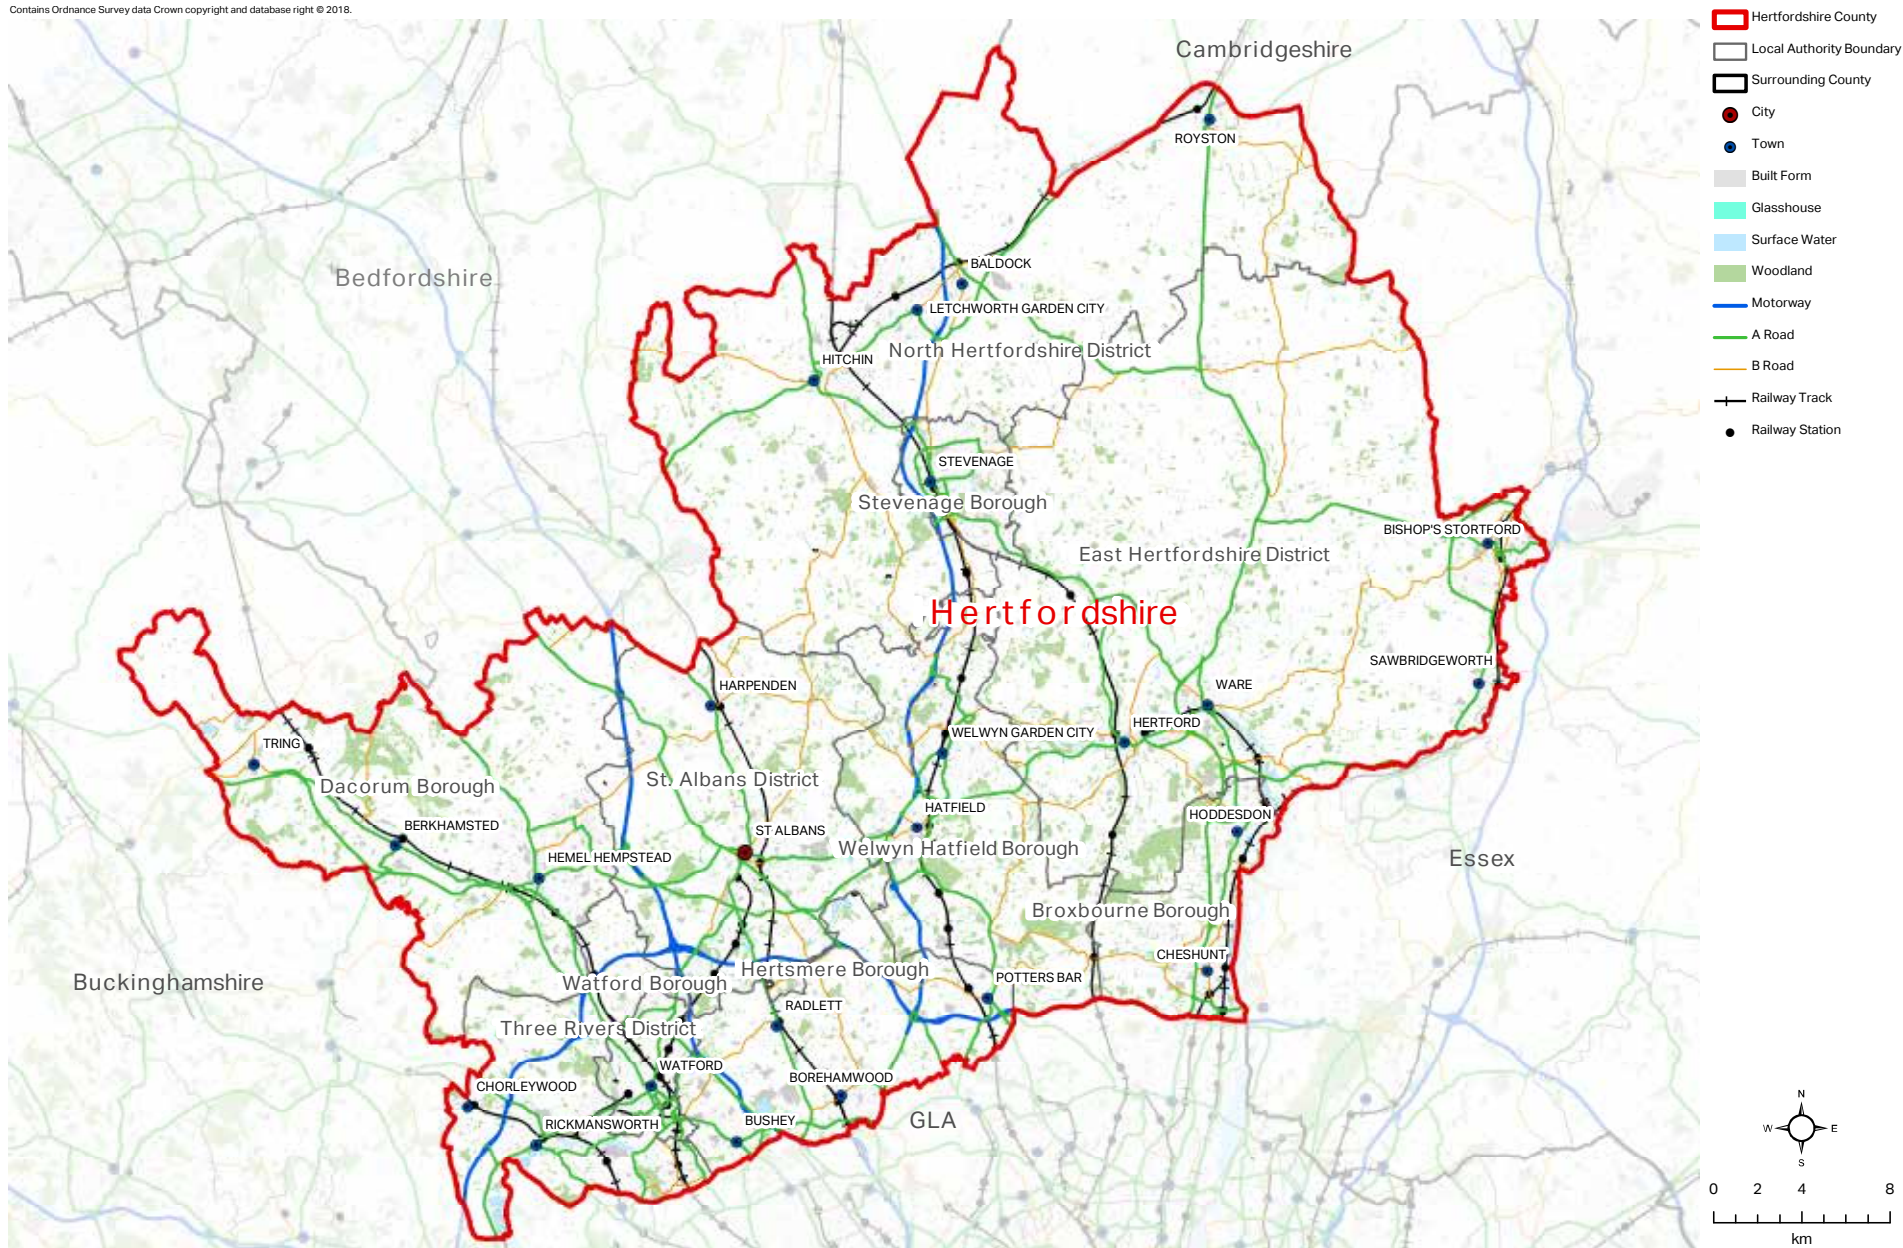 Contains Ordnance Survey data Crown copyright and database right © 2018.
Hertfordshire County
Local Authority Boundary
Surrounding County
City
Town
Built Form
Glasshouse
Surface Water
Woodland
Motorway
A Road
B Road
Railway Track
Railway Station
Cambridgeshire
ROYSTON
Bedfordshire
BALDOCK
LETCHWORTH GARDEN CITY
HITCHIN
North Hertfordshire District
STEVENAGE
Stevenage Borough
BISHOP'S STORTFORD
East Hertfordshire District
Hertfordshire
SAWBRIDGEWORTH
HARPENDEN
WARE
HERTFORD
WELWYN GARDEN CITY
TRING
St. Albans District
Dacorum Borough
HATFIELD
HODDESDON
BERKHAMSTED
ST ALBANS
Welwyn Hatfield Borough
HEMEL HEMPSTEAD
Essex
Broxbourne Borough
CHESHUNT
Hertsmere Borough
POTTERS BAR
Buckinghamshire
Watford Borough
RADLETT
Three Rivers District
WATFORD
BOREHAMWOOD
CHORLEYWOOD
GLA
RICKMANSWORTH
BUSHEY
N
W E
S
0 2 4 8
km